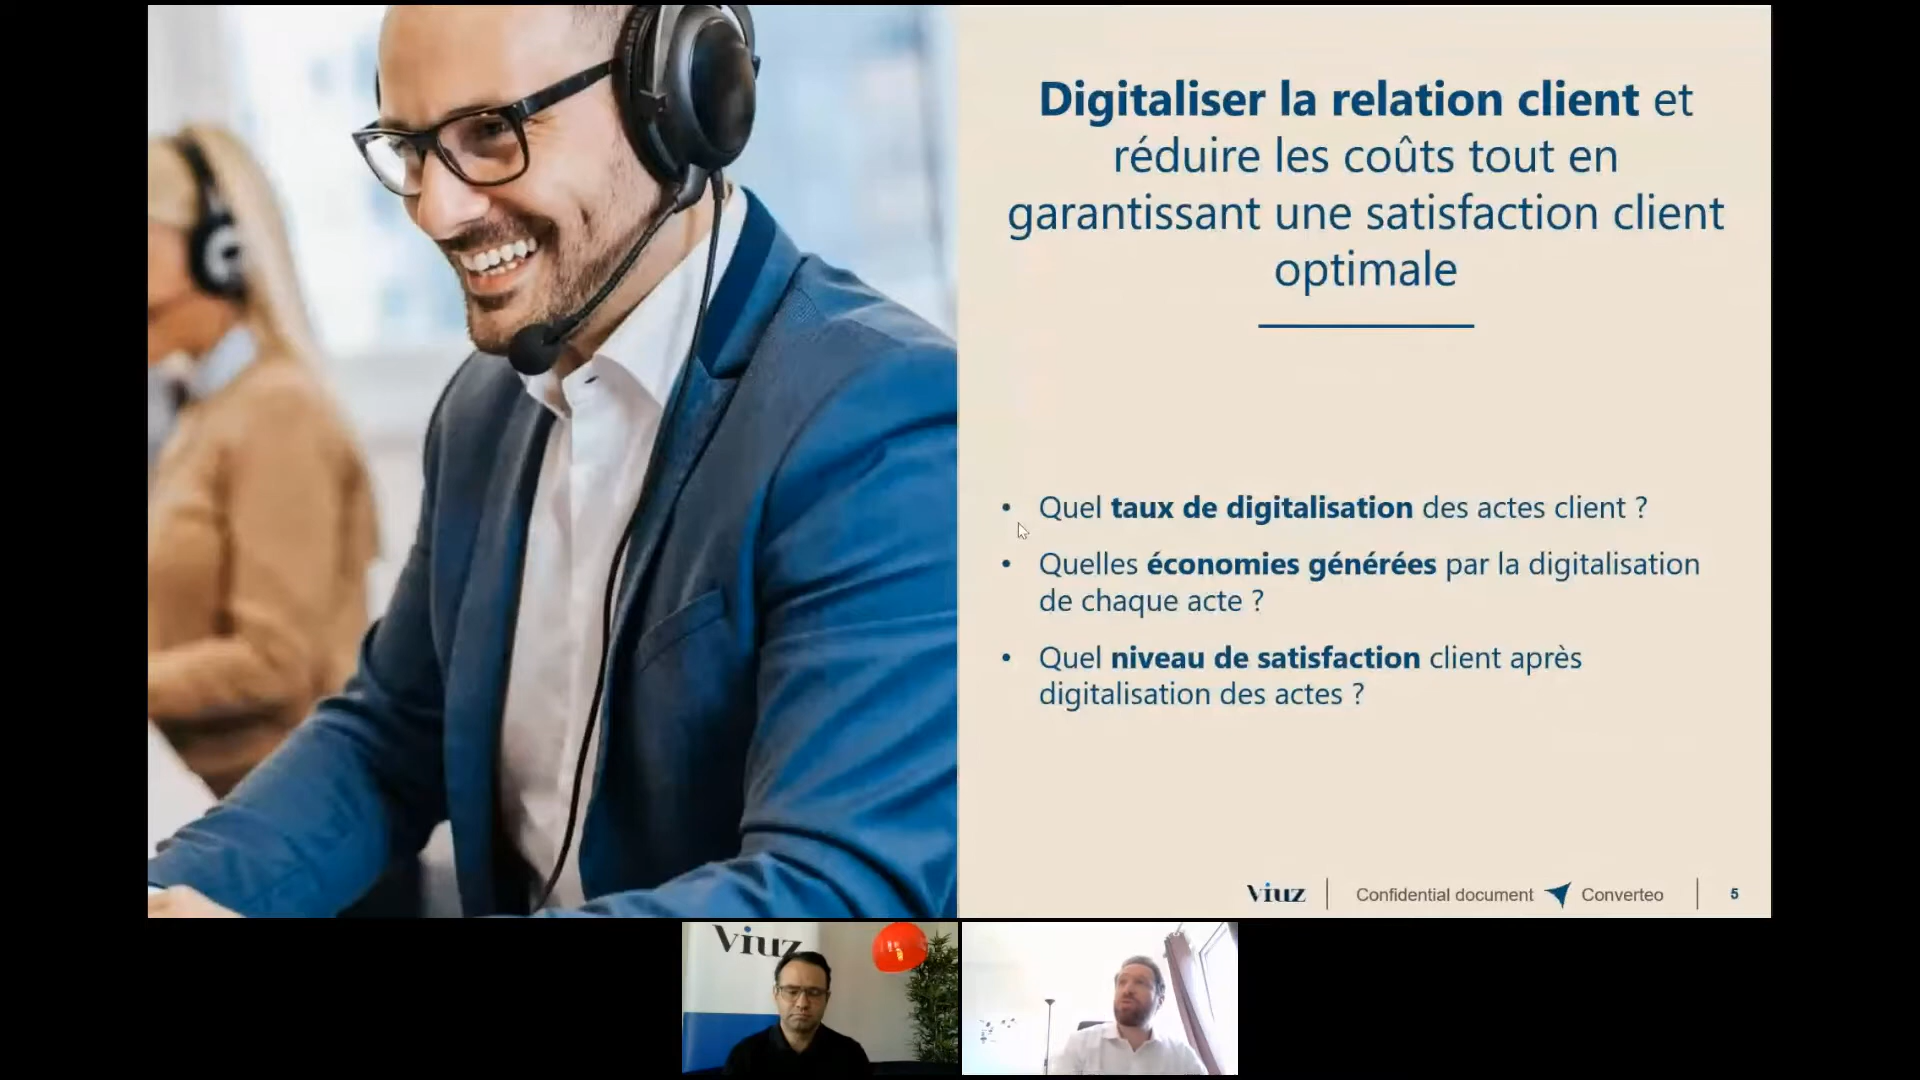 Digitaliser la relation client et
réduire les coûts tout en
garantissant une satisfaction client
optimale
• Quel taux de digitalisation des actes client ?
• Quelles économies générées par la digitalisation
de chaque acte ?
• Quel niveau de satisfaction client après
digitalisation des actes ?
Viuz | Confidential document Converteo | 5
Viuz